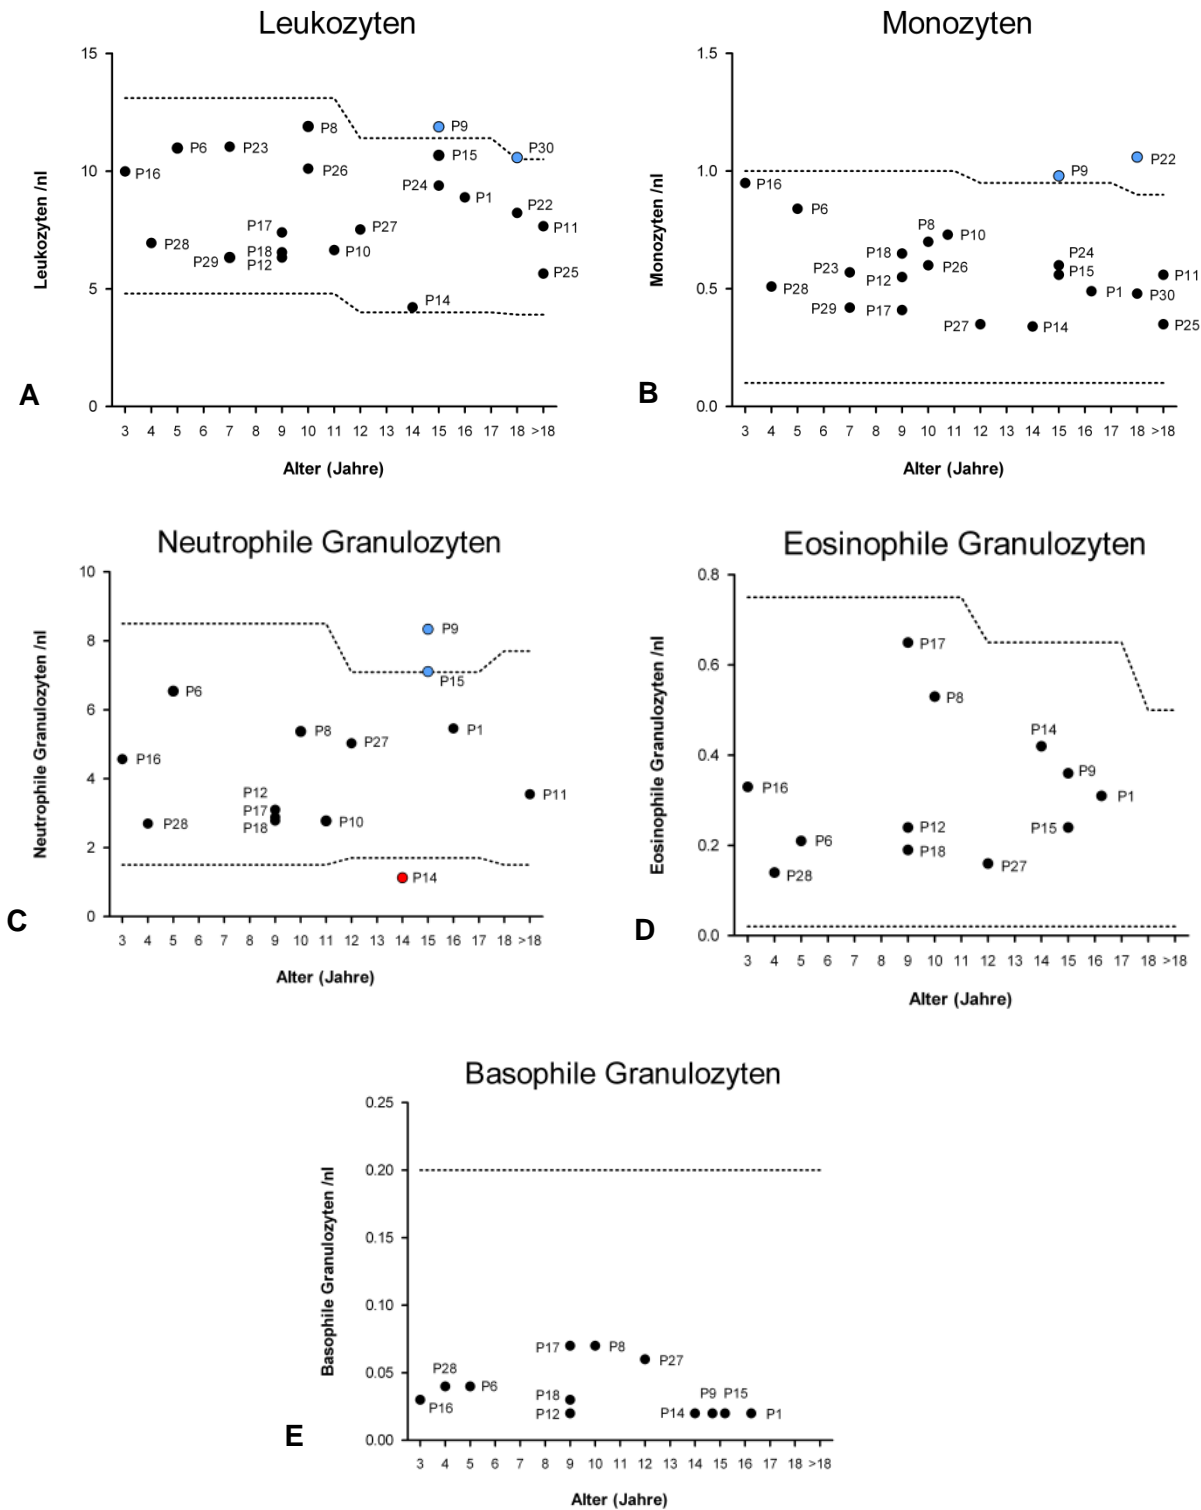 A
Leukozyten
15
10
5
0
Leukozyten /nl
P16
P28
P6
P23
P29
P17
P18
P12
P8
P26
P10
P27
P14
P9
P15
P24
P1
P30
P22
P11
P25
3 4 5 6 7 8 9 10 11 12 13 14 15 16 17 18 >18
Alter (Jahre)
B
Monozyten
1.5
1.0
0.5
0.0
Monozyten /nl
P16
P28
P6
P23
P29
P18
P12
P17
P8
P26
P10
P27
P14
P9
P24
P15
P1
P22
P30
P11
P25
3 4 5 6 7 8 9 10 11 12 13 14 15 16 17 18 >18
Alter (Jahre)
C
Neutrophile Granulozyten
10
8
6
4
2
0
Neutrophile Granulozyten /nl
P16
P28
P6
P12
P17
P18
P8
P10
P27
P14
P9
P15
P1
P11
3 4 5 6 7 8 9 10 11 12 13 14 15 16 17 18 >18
Alter (Jahre)
D
Eosinophile Granulozyten
0.8
0.6
0.4
0.2
0.0
Eosinophile Granulozyten /nl
P16
P28
P6
P17
P8
P12
P18
P27
P14
P9
P15
P1
3 4 5 6 7 8 9 10 11 12 13 14 15 16 17 18 >18
Alter (Jahre)
E
Basophile Granulozyten
0.25
0.20
0.15
0.10
0.05
0.00
Basophile Granulozyten /nl
P16
P28
P6
P17
P18
P12
P8
P27
P14
P9
P15
P1
3 4 5 6 7 8 9 10 11 12 13 14 15 16 17 18 >18
Alter (Jahre)